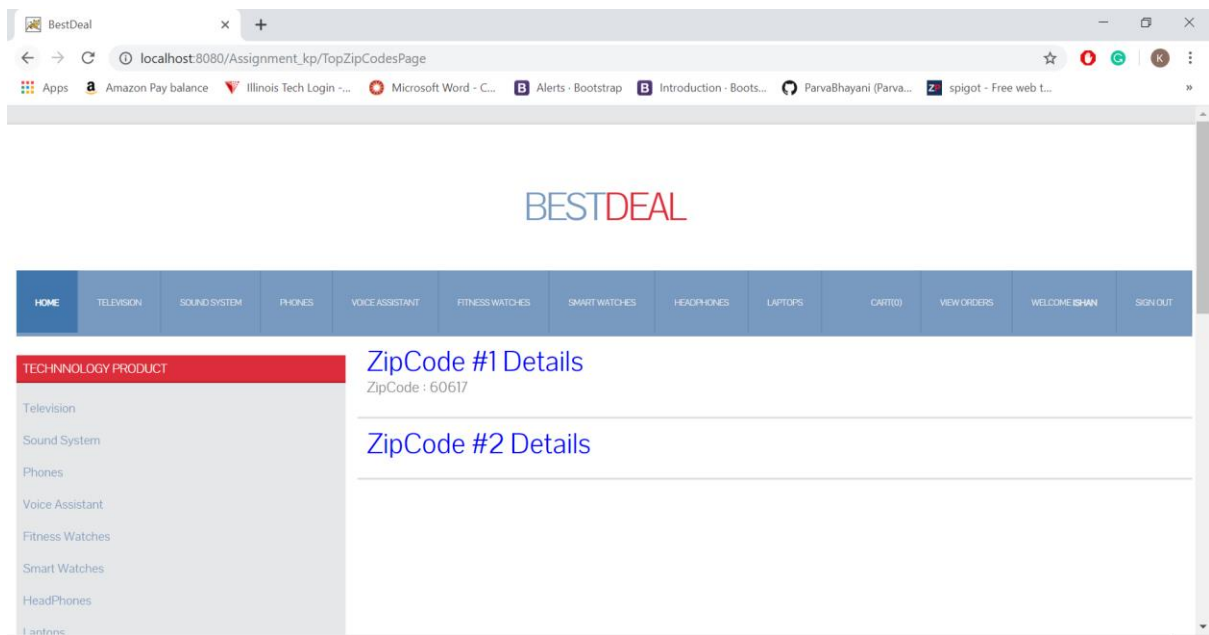 BestDeal
localhost:8080/Assignment_kp/TopZipCodesPage
K
Apps Amazon Pay balance Illinois Tech Login -... Microsoft Word - C... Alerts · Bootstrap Introduction · Boots... ParvaBhayani (Parva... spigot - Free web t... »
BESTDEAL
HOME TELEVISION SOUND SYSTEM PHONES VOICE ASSISTANT FITNESS WATCHES SMART WATCHES HEADPHONES LAPTOPS CART(0) VIEW ORDERS WELCOME ISHAN SIGN OUT
TECHNNOLOGY PRODUCT
Television
Sound System
Phones
Voice Assistant
Fitness Watches
Smart Watches
HeadPhones
Laptops
ZipCode #1 Details
ZipCode : 60617
ZipCode #2 Details